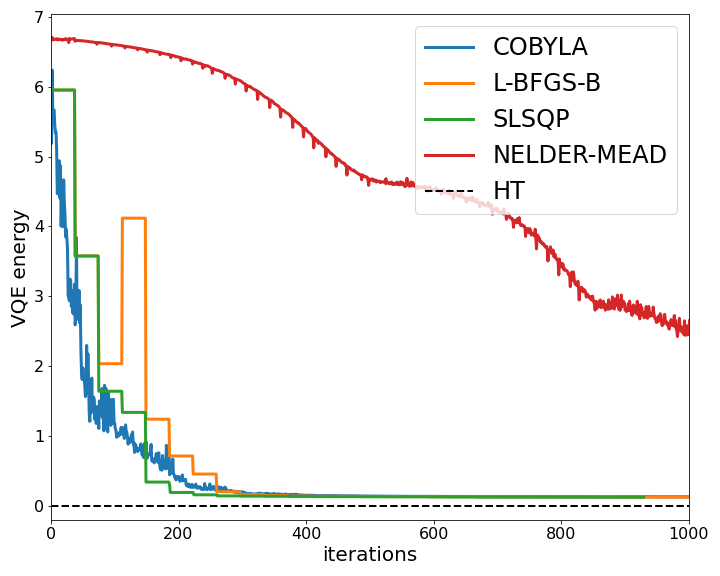 7
6
5
4
3
2
1
0
VQE energy
0 200 400 600 800 1000
iterations
COBYLA
L-BFGS-B
SLSQP
NELDER-MEAD
HT